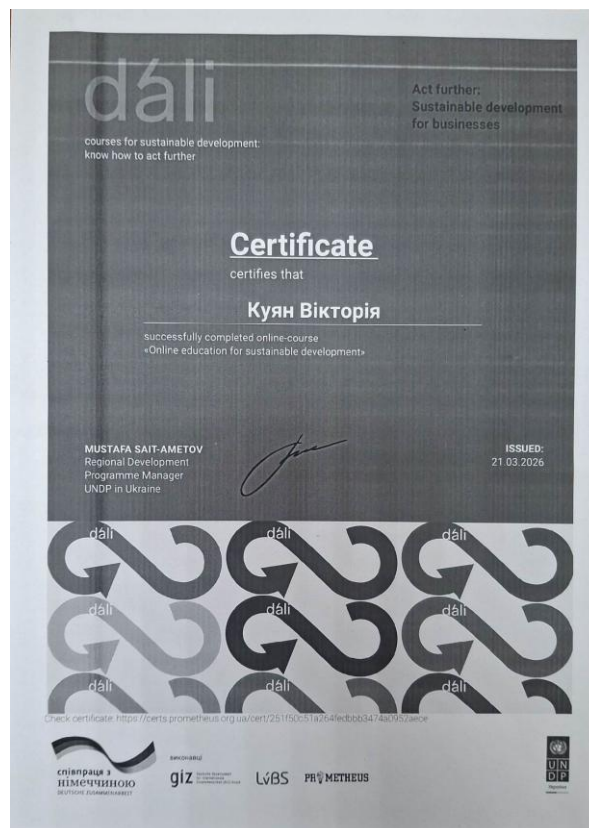 dáli
courses for sustainable development:
know how to act further
Act further:
Sustainable development
for businesses
Certificate
certifies that
Куян Вікторія
successfully completed online-course
«Online education for sustainable development»
MUSTAFA SAIT-AMETOV
Regional Development
Programme Manager
UNDP in Ukraine
ISSUED:
21.03.2026
dáli dáli dáli
dáli dáli dáli
dáli dáli dáli
Check certificate: https://certs.prometheus.org.ua/cert/251f50c51a264fedbbb3474a0952aece
співпраця з
німеччиною
DEUTSCHE ZUSAMMENARBEIT
ВИКОНАВЦІ
giz
LvBS
PROMETHEUS
U N
D P